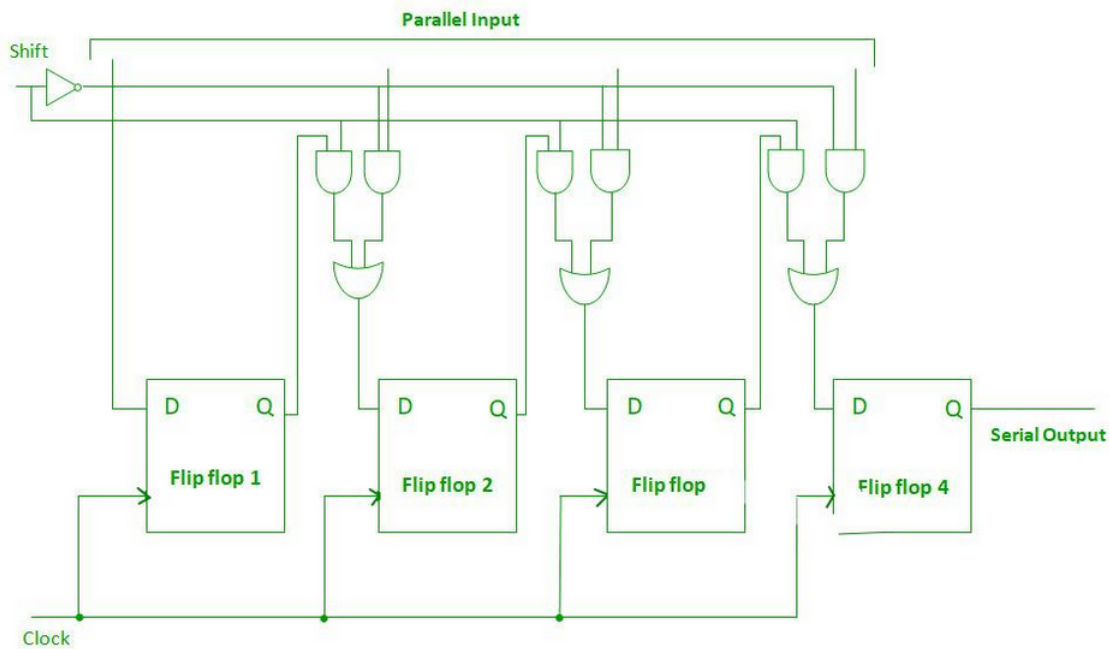 Parallel Input
Shift
D Q
D Q
D Q
D Q
Serial Output
Flip flop 1
Flip flop 2
Flip flop
Flip flop 4
Clock